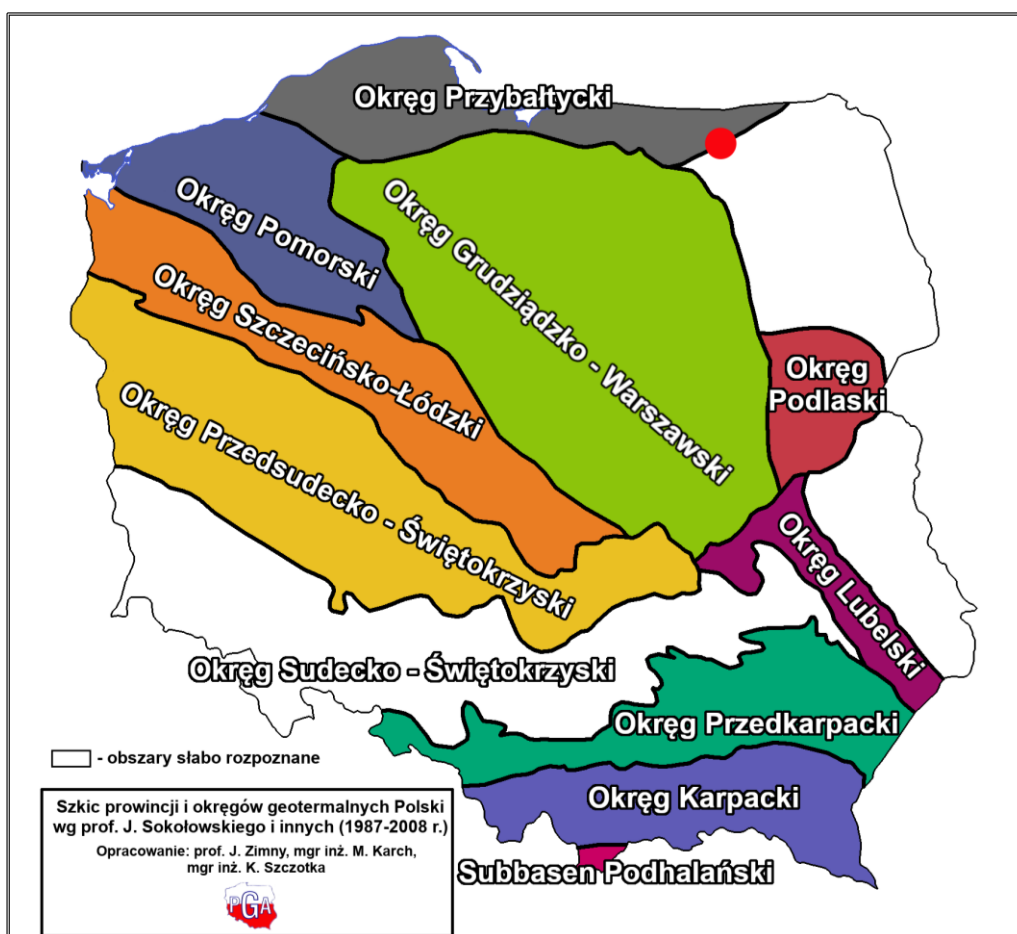 Okręg Przybałtycki
Okręg Pomorski
Okręg Grudziądzko - Warszawski
Okręg Szczecińsko-Łódzki
Okręg
Podlaski
Okręg Przedsudecko - Świętokrzyski
Okręg Lubelski
Okręg Sudecko - Świętokrzyski
Okręg Przedkarpacki
- obszary słabo rozpoznane
Okręg Karpacki
Szkic prowincji i okręgów geotermalnych Polski
wg prof. J. Sokołowskiego i innych (1987-2008 r.)
Opracowanie: prof. J. Zimny, mgr inż. M. Karch,
mgr inż. K. Szczotka
Subbasen Podhalański
PGA